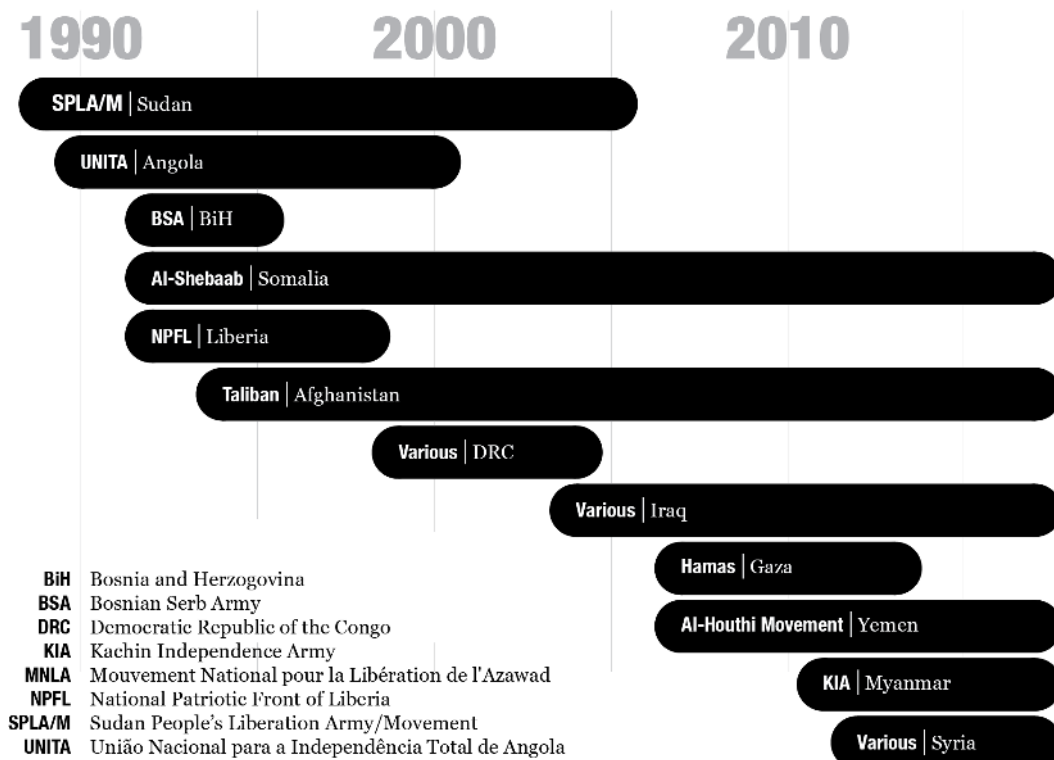 1990 2000 2010
SPLA/M | Sudan
UNITA | Angola
BSA | BiH
Al-Shebaab | Somalia
NPFL | Liberia
Taliban | Afghanistan
Various | DRC
Various | Iraq
Hamas | Gaza
Al-Houthi Movement | Yemen
KIA | Myanmar
Various | Syria
BiH Bosnia and Herzogovina
BSA Bosnian Serb Army
DRC Democratic Republic of the Congo
KIA Kachin Independence Army
MNLA Mouvement National pour la Libération de l'Azawad
NPFL National Patriotic Front of Liberia
SPLA/M Sudan People's Liberation Army/Movement
UNITA União Nacional para a Independência Total de Angola